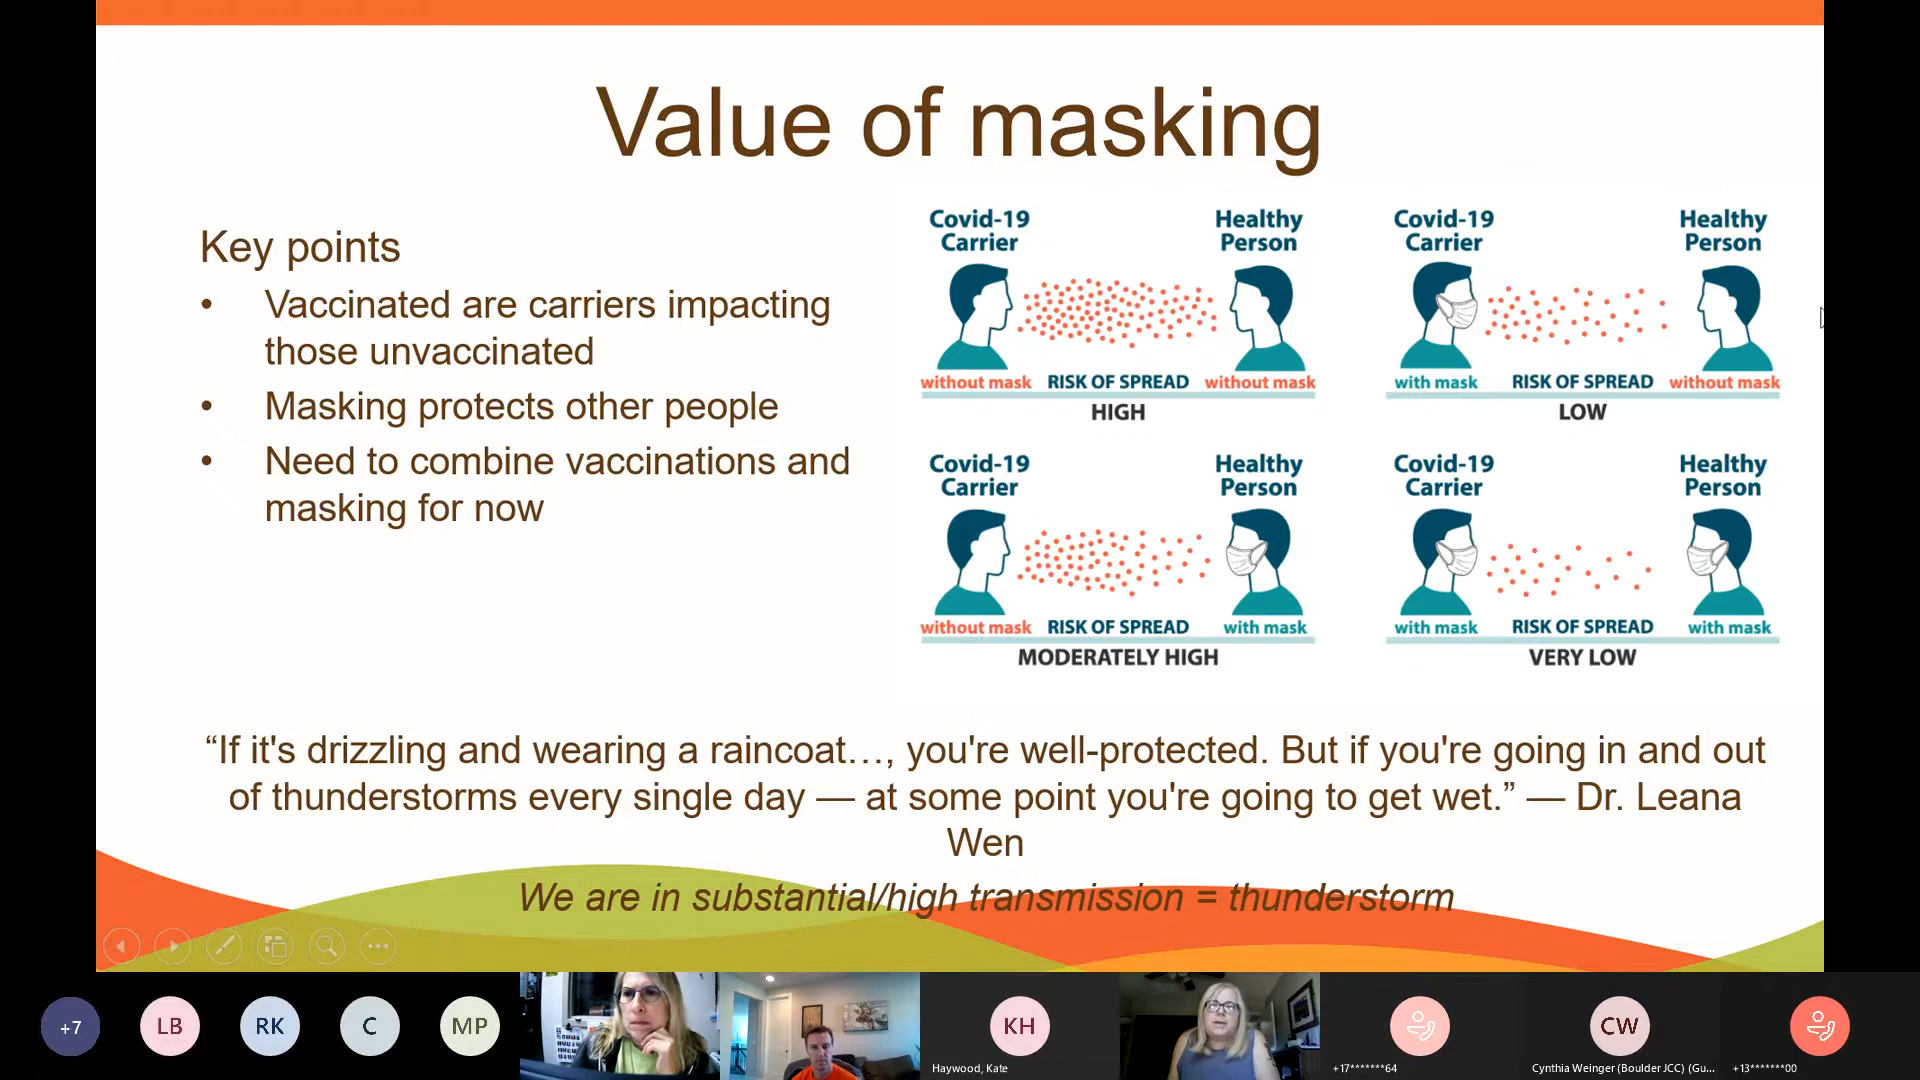 Value of masking
Key points
• Vaccinated are carriers impacting
those unvaccinated
• Masking protects other people
• Need to combine vaccinations and
masking for now
Covid-19 Carrier
Healthy Person
without mask RISK OF SPREAD without mask
HIGH
Covid-19 Carrier
Healthy Person
with mask RISK OF SPREAD without mask
LOW
Covid-19 Carrier
Healthy Person
without mask RISK OF SPREAD with mask
MODERATELY HIGH
Covid-19 Carrier
Healthy Person
with mask RISK OF SPREAD with mask
VERY LOW
“If it's drizzling and wearing a raincoat…, you're well-protected. But if you're going in and out
of thunderstorms every single day — at some point you're going to get wet.” — Dr. Leana
Wen
We are in substantial/high transmission = thunderstorm
+7
LB
RK
C
MP
KH
Haywood, Kate
+17*******64
CW
Cynthia Weinger (Boulder JCC) (Gu...
+13*******00